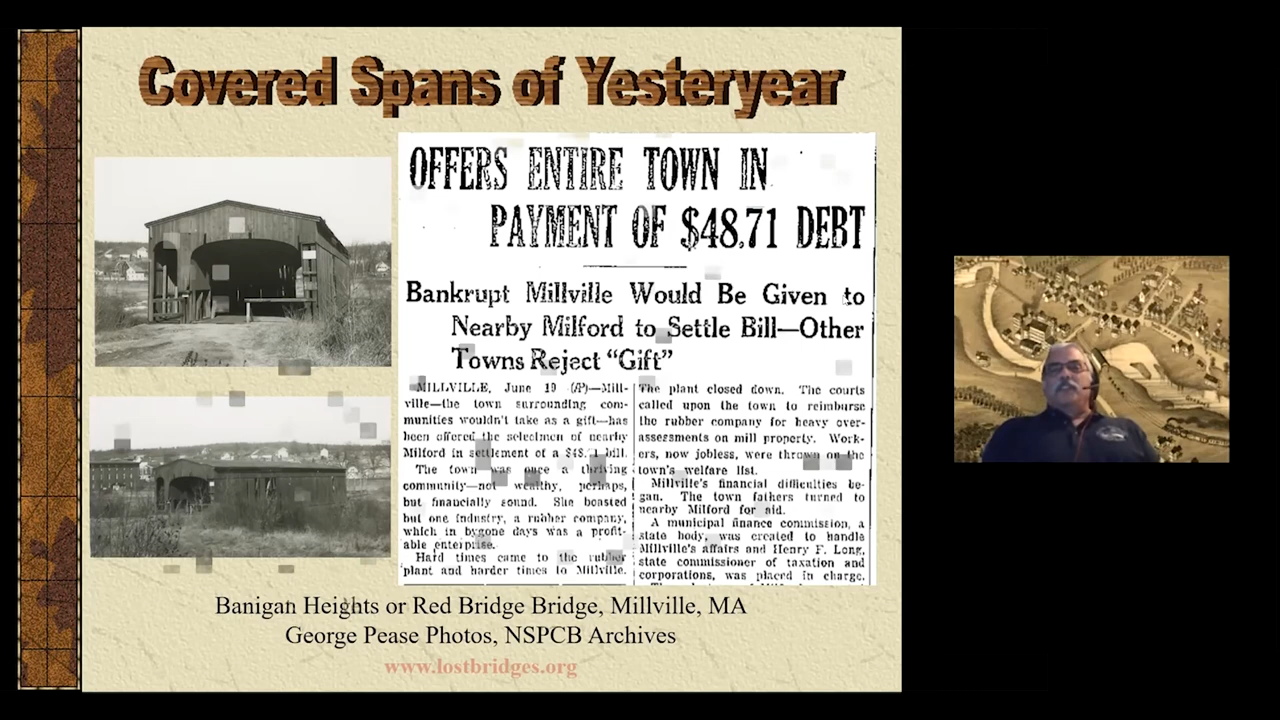 Covered Spans of Yesteryear
OFFERS ENTIRE TOWN IN
PAYMENT OF $48.71 DEBT
Bankrupt Millville Would Be Given to
Nearby Milford to Settle Bill—Other
Towns Reject “Gift”
MILLVILLE, June 19 (AP)—Mill-
ville—the town surrounding com-
munities wouldn't take as a gift—has
been offered the selectmen of nearby
Milford in settlement of a bill.
The town was once a thriving
community—not wealthy, perhaps,
but financially sound. She boasted
but one industry, a rubber company,
which in bygone days was a profit-
able enterprise.
Hard times came to the rubber
plant and harder times to Millville.
The plant closed down. The courts
called upon the town to reimburse
the rubber company for heavy over-
assessments on mill property. Work-
ers, now jobless, were thrown on the
town's welfare list.
Millville's financial difficulties be-
gan. The town fathers turned to
nearby Milford for aid.
A municipal finance commission, a
state body, was created to handle
Millville's affairs and Henry F. Long,
state commissioner of taxation and
corporations, was placed in charge.
Banigan Heights or Red Bridge Bridge, Millville, MA
George Pease Photos, NSPCB Archives
www.lostbridges.org